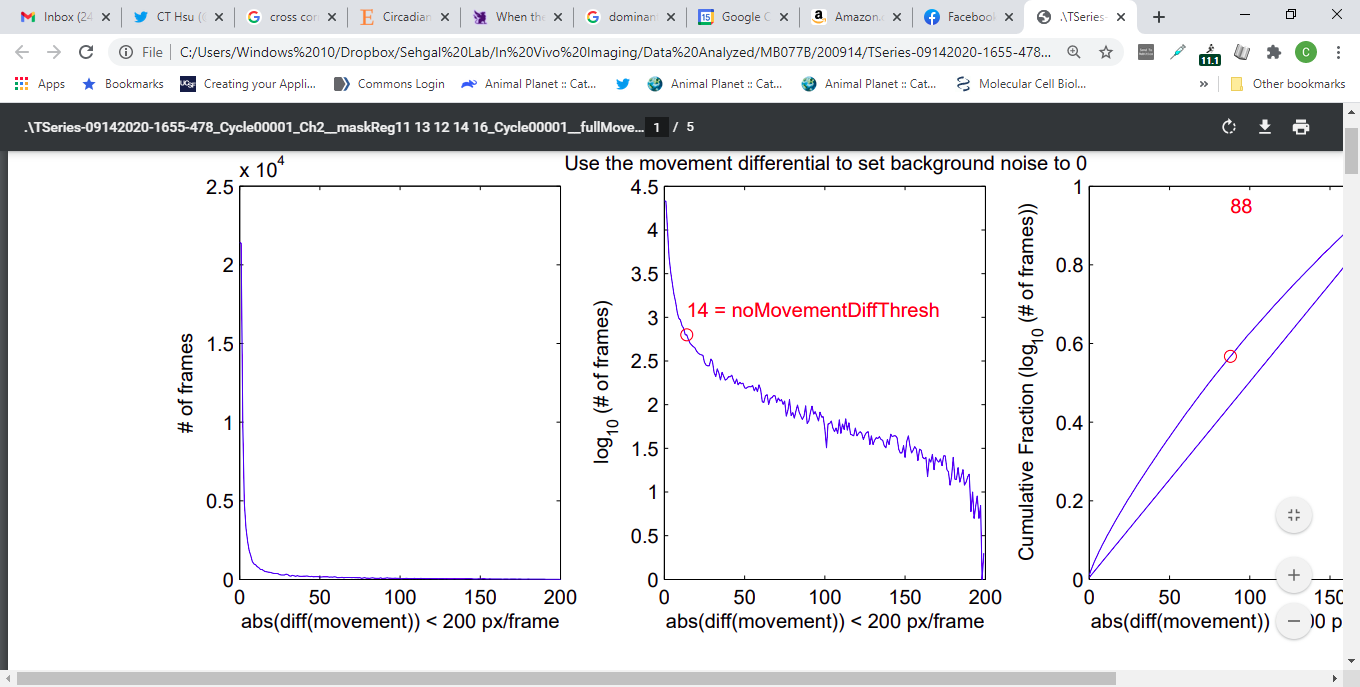 Inbox (24
CT Hsu (
cross cor
Circadian
When the
dominan
Google C
Amazon.
Faceboo
.\TSeries-
File
C:/Users/Windows%2010/Dropbox/Sehgal%20Lab/In%20Vivo%20Imaging/Data%20Analyzed/MB077B/200914/TSeries-09142020-1655-478...
11.1
C
Apps
Bookmarks
Creating your Appli...
Commons Login
Animal Planet :: Cat...
Animal Planet :: Cat...
Animal Planet :: Cat...
Molecular Cell Biol...
»
Other bookmarks
.\TSeries-09142020-1655-478_Cycle00001_Ch2__maskReg11 13 12 14 16_Cycle00001__fullMove...
1 / 5
Use the movement differential to set background noise to 0
x 10^4
2.5
2
1.5
1
0.5
0
# of frames
0 50 100 150 200
abs(diff(movement)) < 200 px/frame
4.5
4
3.5
3
2.5
2
1.5
1
0.5
0
log10 (# of frames)
14 = noMovementDiffThresh
0 50 100 150 200
abs(diff(movement)) < 200 px/frame
1
0.8
0.6
0.4
0.2
0
Cumulative Fraction (log10 (# of frames))
88
0 50 100 150
abs(diff(movement))